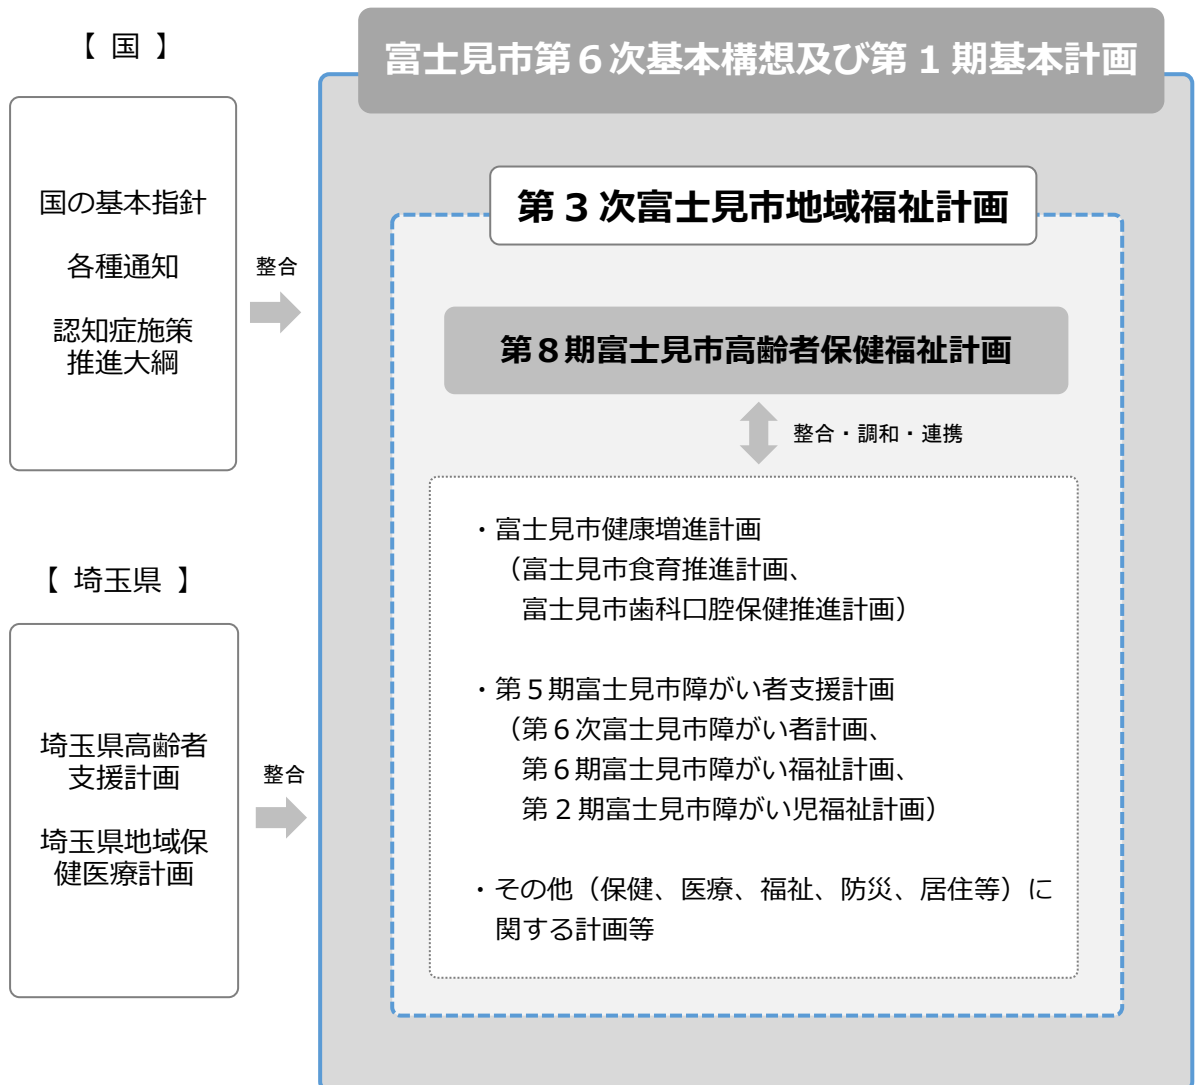 【 国 】
国の基本指針
各種通知
認知症施策
推進大綱
整合
【 埼玉県 】
埼玉県高齢者
支援計画
埼玉県地域保
健医療計画
整合
富士見市第６次基本構想及び第 1 期基本計画
第 3 次富士見市地域福祉計画
第８期富士見市高齢者保健福祉計画
整合・調和・連携
・富士見市健康増進計画
（富士見市食育推進計画、
富士見市歯科口腔保健推進計画）
・第５期富士見市障がい者支援計画
（第６次富士見市障がい者計画、
第６期富士見市障がい福祉計画、
第２期富士見市障がい児福祉計画）
・その他（保健、医療、福祉、防災、居住等）に
関する計画等